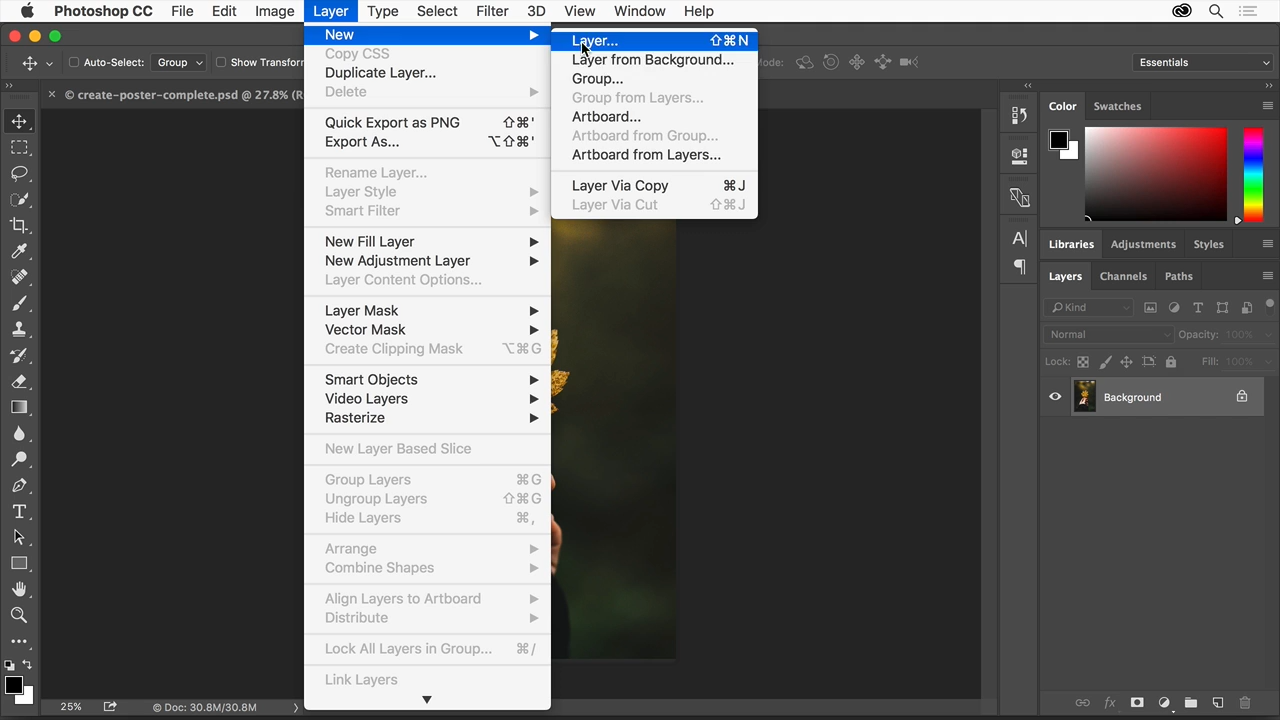 Photoshop CC File Edit Image Layer Type Select Filter 3D View Window Help
Auto-Select: Group Show Transform Mode: Essentials
× © create-poster-complete.psd @ 27.8% (R
New ▶
Copy CSS
Duplicate Layer...
Delete ▶
Quick Export as PNG ⇧⌘'
Export As... ⌥⇧⌘'
Rename Layer...
Layer Style ▶
Smart Filter ▶
New Fill Layer ▶
New Adjustment Layer ▶
Layer Content Options...
Layer Mask ▶
Vector Mask ▶
Create Clipping Mask ⌥⌘G
Smart Objects ▶
Video Layers ▶
Rasterize ▶
New Layer Based Slice
Group Layers ⌘G
Ungroup Layers ⇧⌘G
Hide Layers ⌘,
Arrange ▶
Combine Shapes ▶
Align Layers to Artboard ▶
Distribute ▶
Lock All Layers in Group... ⌘/
Link Layers
Layer... ⇧⌘N
Layer from Background...
Group...
Group from Layers...
Artboard...
Artboard from Group...
Artboard from Layers...
Layer Via Copy ⌘J
Layer Via Cut ⇧⌘J
Color Swatches
Libraries Adjustments Styles
Layers Channels Paths
Kind
Normal Opacity: 100%
Lock: Fill: 100%
Background
fx
25% © Doc: 30.8M/30.8M